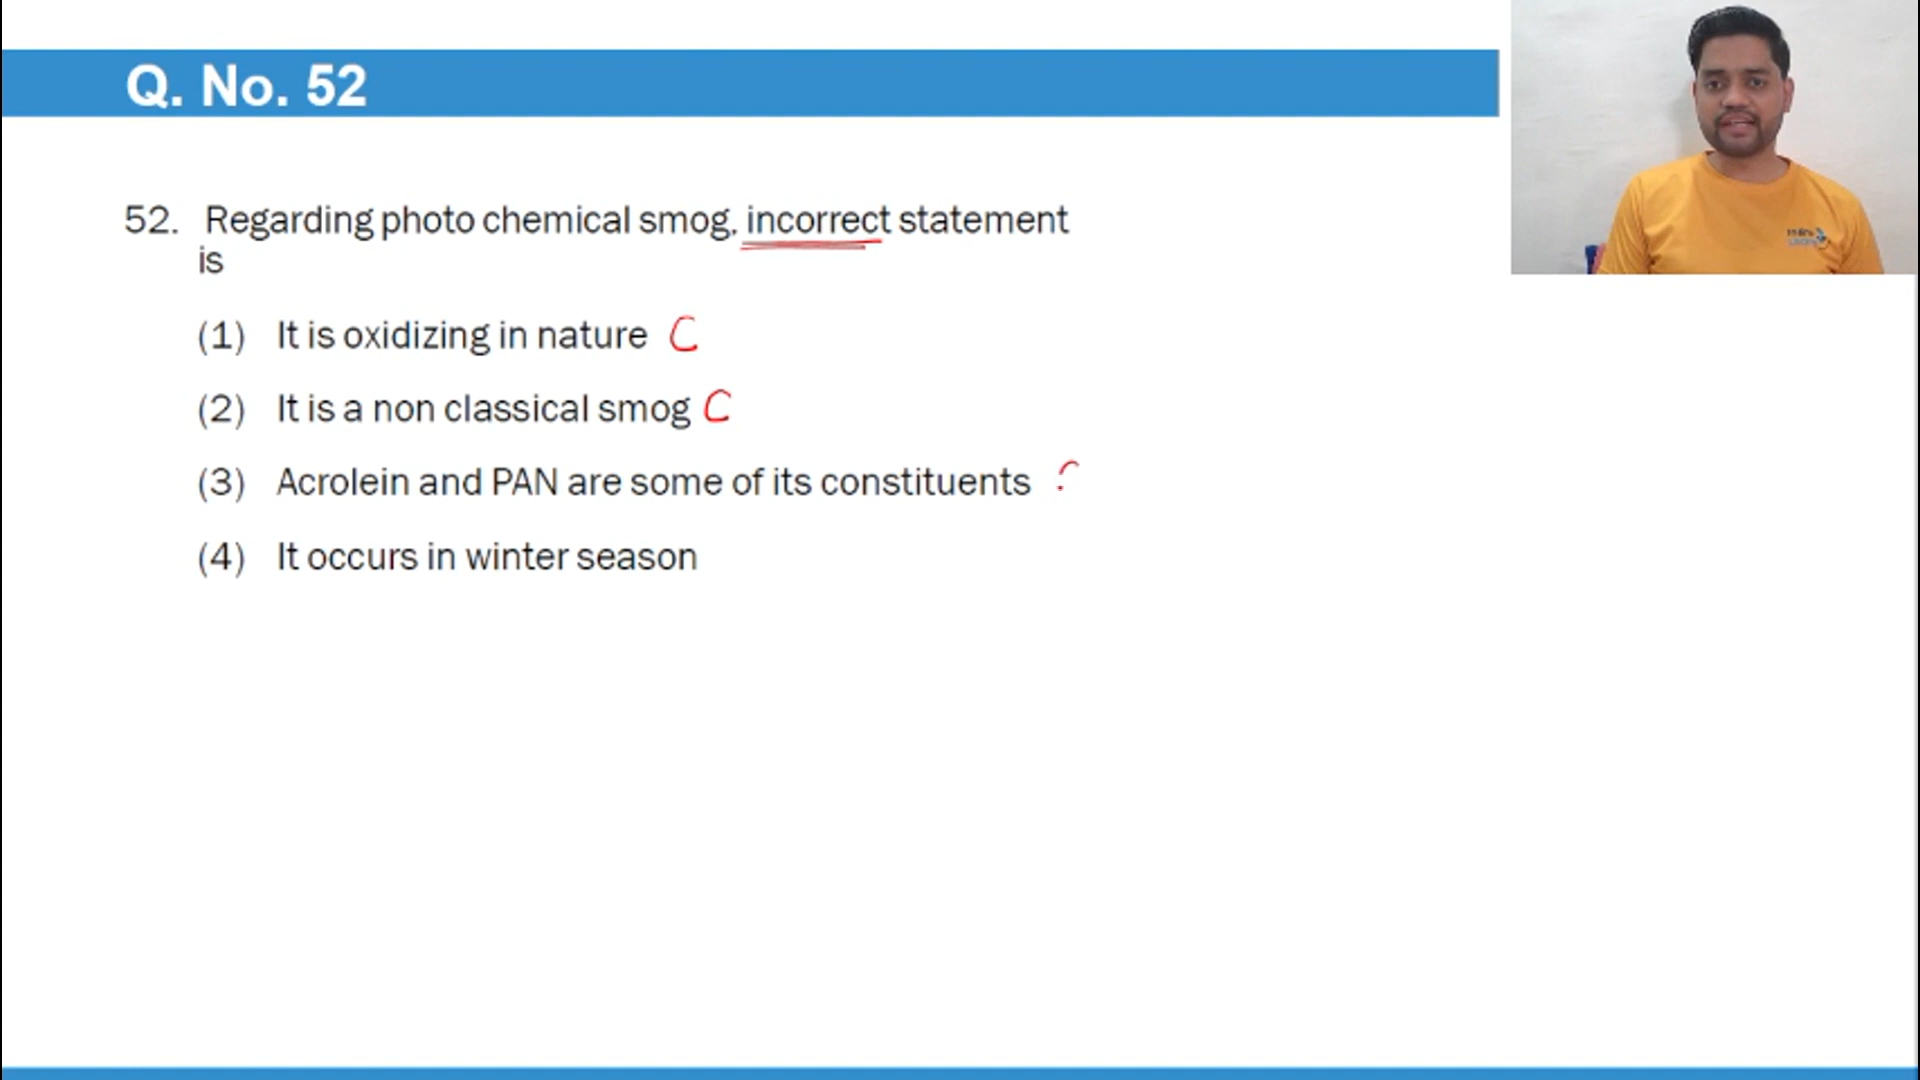 Q. No. 52
52. Regarding photo chemical smog, incorrect statement
is
(1) It is oxidizing in nature C
(2) It is a non classical smog C
(3) Acrolein and PAN are some of its constituents
(4) It occurs in winter season